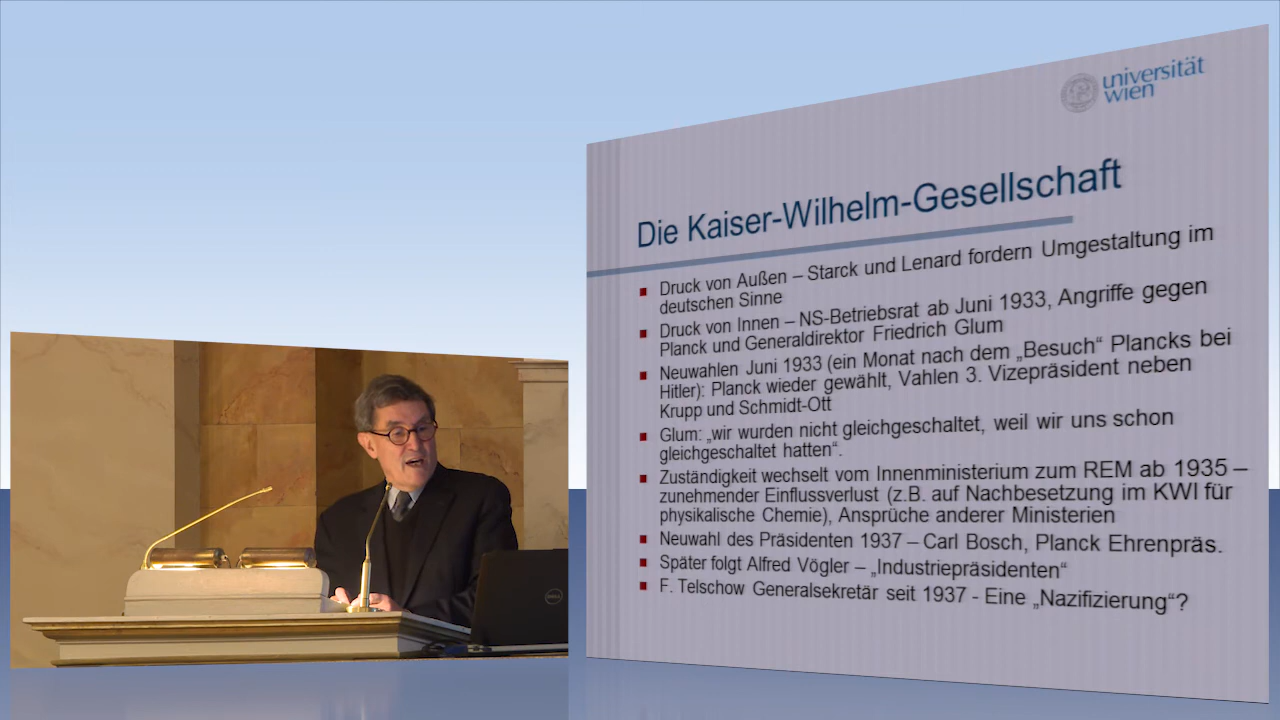 universität
wien
Die Kaiser-Wilhelm-Gesellschaft
Druck von Außen – Starck und Lenard fordern Umgestaltung im
deutschen Sinne
Druck von Innen – NS-Betriebsrat ab Juni 1933, Angriffe gegen
Planck und Generaldirektor Friedrich Glum
Neuwahlen Juni 1933 (ein Monat nach dem „Besuch“ Plancks bei
Hitler): Planck wieder gewählt, Vahlen 3. Vizepräsident neben
Krupp und Schmidt-Ott
Glum: „wir wurden nicht gleichgeschaltet, weil wir uns schon
gleichgeschaltet hatten“.
Zuständigkeit wechselt vom Innenministerium zum REM ab 1935 –
zunehmender Einflussverlust (z.B. auf Nachbesetzung im KWI für
physikalische Chemie), Ansprüche anderer Ministerien
Neuwahl des Präsidenten 1937 – Carl Bosch, Planck Ehrenpräs.
Später folgt Alfred Vögler – „Industriepräsidenten“
F. Telschow Generalsekretär seit 1937 - Eine „Nazifizierung“?
DELL